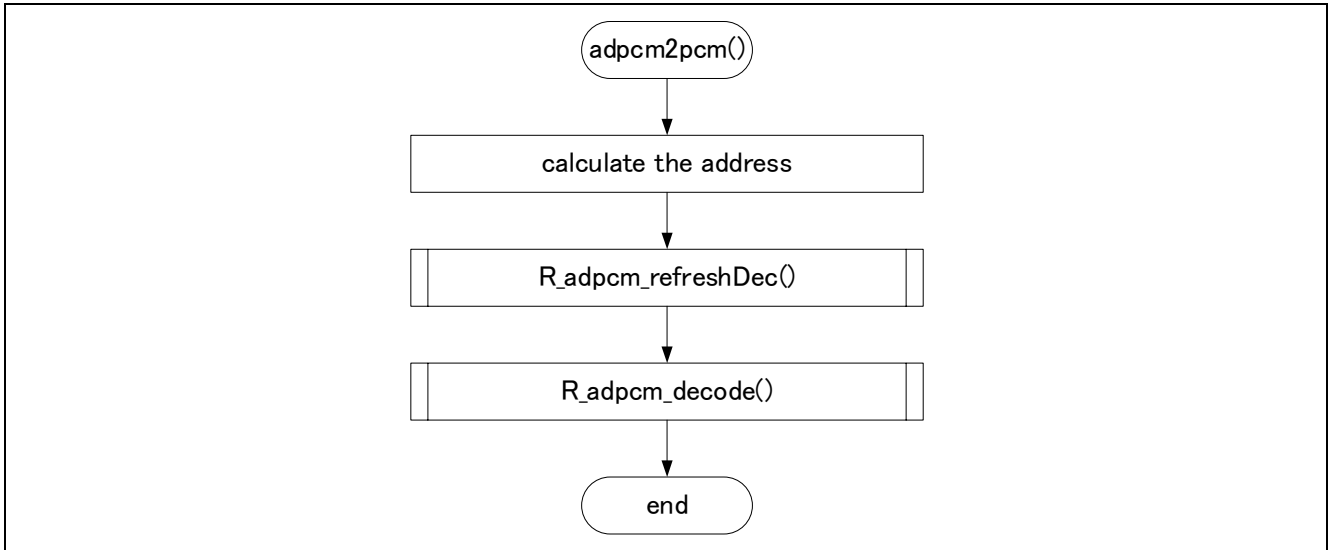 adpcm2pcm()
calculate the address
R_adpcm_refreshDec()
R_adpcm_decode()
end